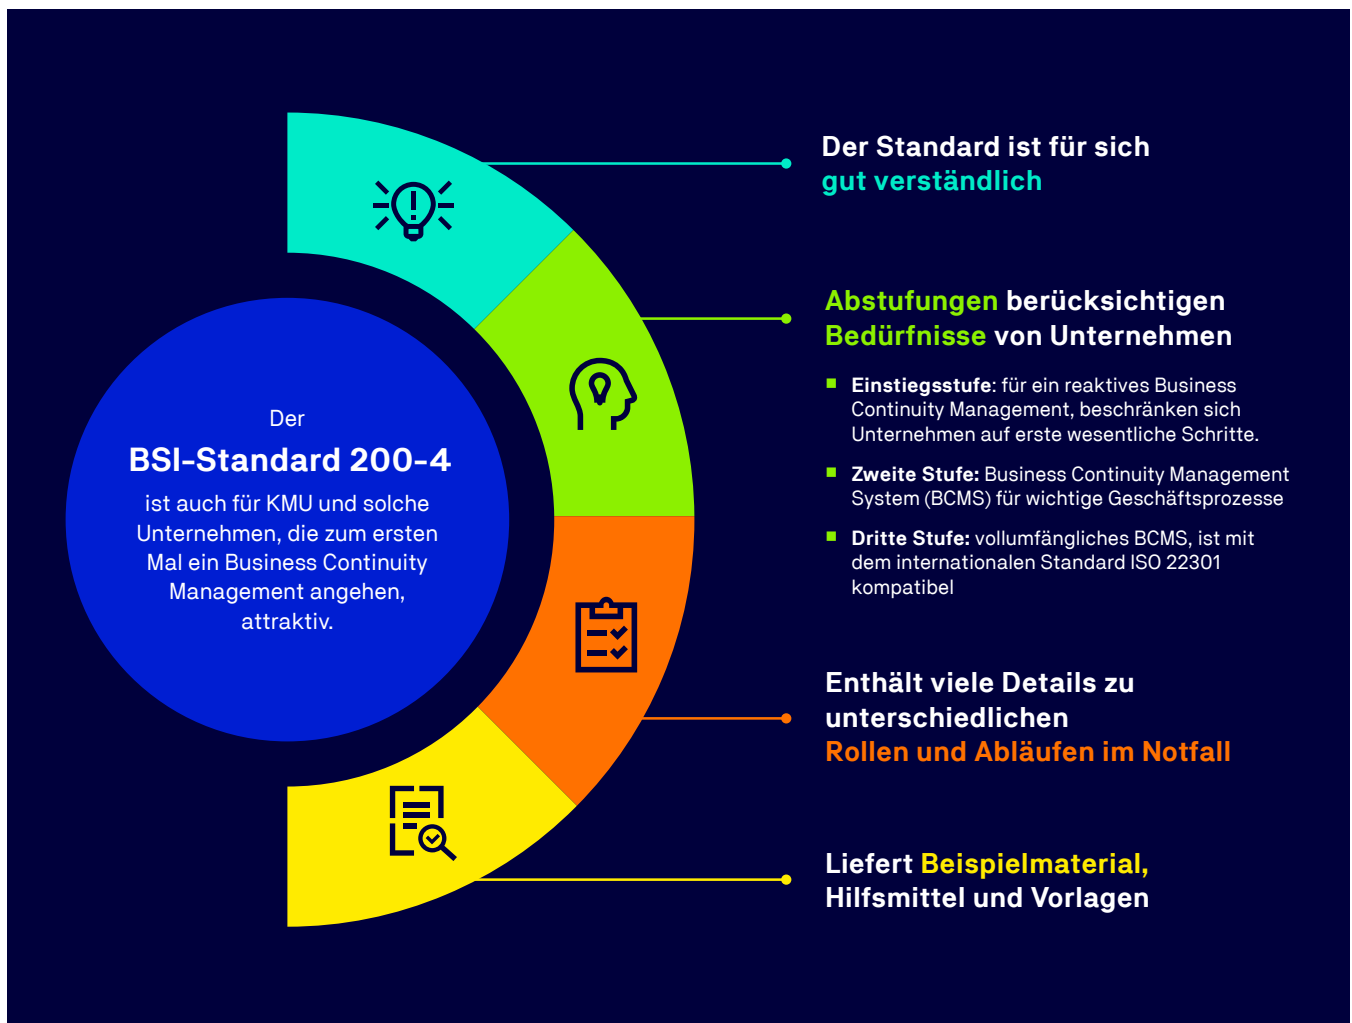 Der
BSI-Standard 200-4
ist auch für KMU und solche
Unternehmen, die zum ersten
Mal ein Business Continuity
Management angehen,
attraktiv.
Der Standard ist für sich
gut verständlich
Abstufungen berücksichtigen
Bedürfnisse von Unternehmen
Einstiegsstufe: für ein reaktives Business
Continuity Management, beschränken sich
Unternehmen auf erste wesentliche Schritte.
Zweite Stufe: Business Continuity Management
System (BCMS) für wichtige Geschäftsprozesse
Dritte Stufe: vollumfängliches BCMS, ist mit
dem internationalen Standard ISO 22301
kompatibel
Enthält viele Details zu
unterschiedlichen
Rollen und Abläufen im Notfall
Liefert Beispielmaterial,
Hilfsmittel und Vorlagen